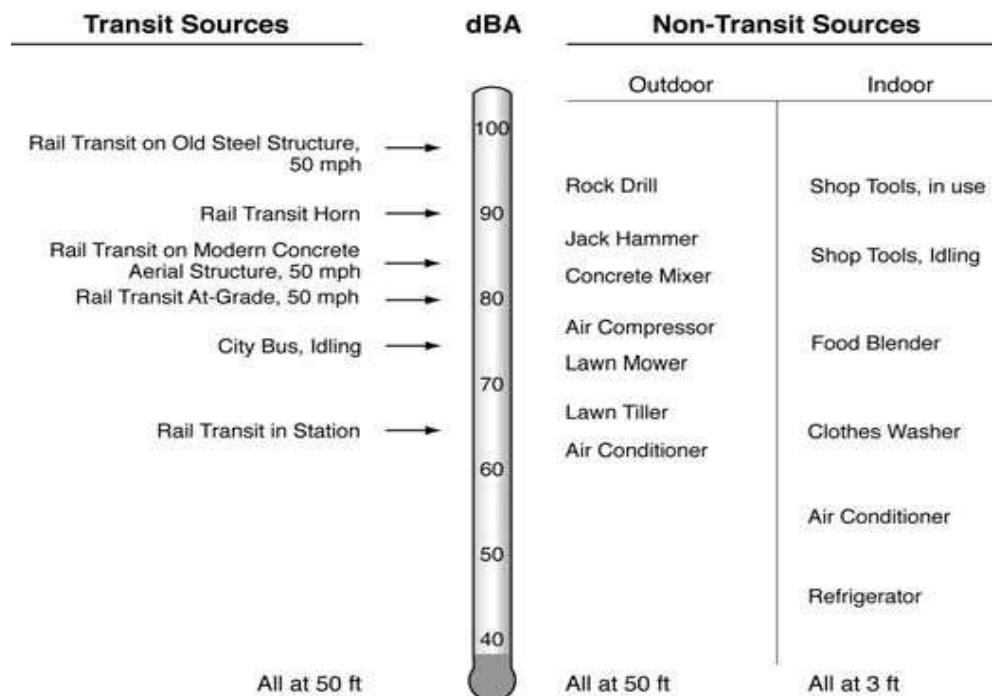 Transit Sources
dBA
Non-Transit Sources
Outdoor
Indoor
Rail Transit on Old Steel Structure,
50 mph
Rail Transit Horn
Rail Transit on Modern Concrete
Aerial Structure, 50 mph
Rail Transit At-Grade, 50 mph
City Bus, Idling
Rail Transit in Station
All at 50 ft
100
90
80
70
60
50
40
Rock Drill
Jack Hammer
Concrete Mixer
Air Compressor
Lawn Mower
Lawn Tiller
Air Conditioner
All at 50 ft
Shop Tools, in use
Shop Tools, Idling
Food Blender
Clothes Washer
Air Conditioner
Refrigerator
All at 3 ft